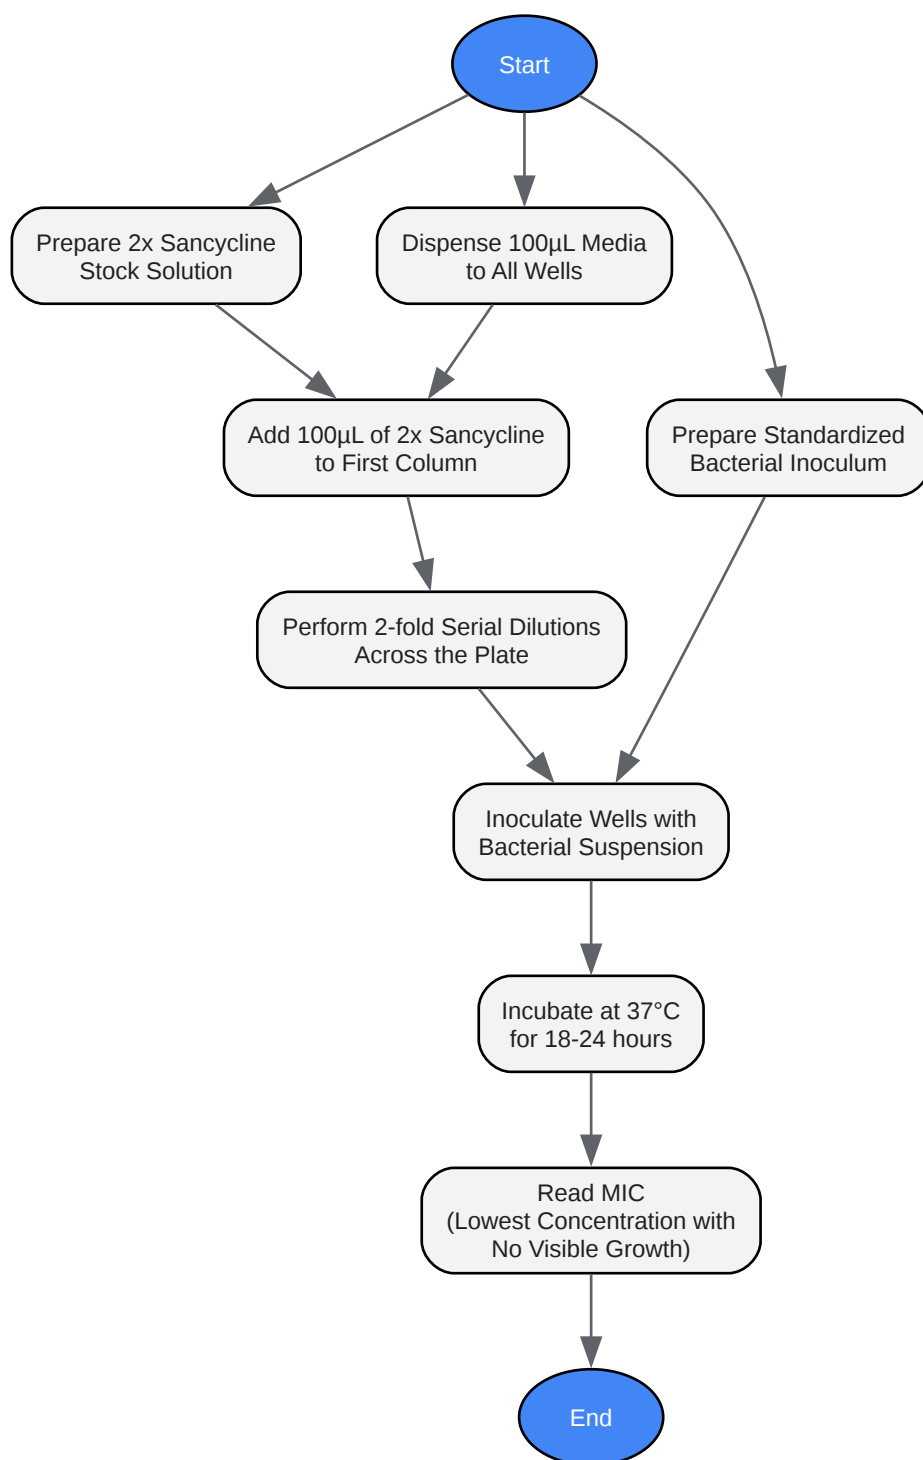 Start
Prepare 2x Sancycline
Stock Solution
Dispense 100µL Media
to All Wells
Add 100µL of 2x Sancycline
to First Column
Prepare Standardized
Bacterial Inoculum
Perform 2-fold Serial Dilutions
Across the Plate
Inoculate Wells with
Bacterial Suspension
Incubate at 37°C
for 18-24 hours
Read MIC
(Lowest Concentration with
No Visible Growth)
End